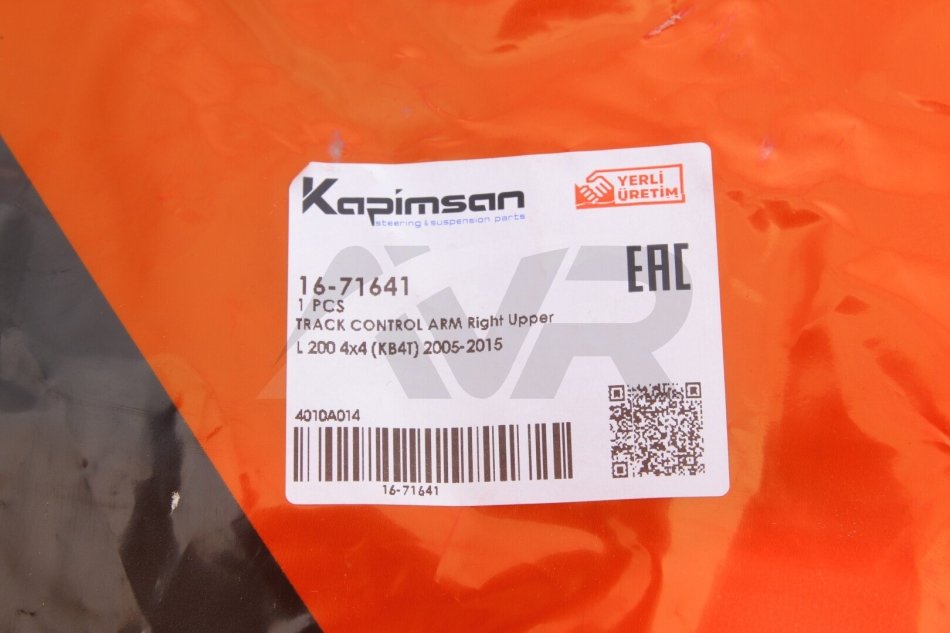 Kapimsan
steering & suspension parts
YERLİ
ÜRETİM
EAC
16-71641
1 PCS
TRACK CONTROL ARM Right Upper
L 200 4x4 (KB4T) 2005-2015
4010A014
16-71641
AVR